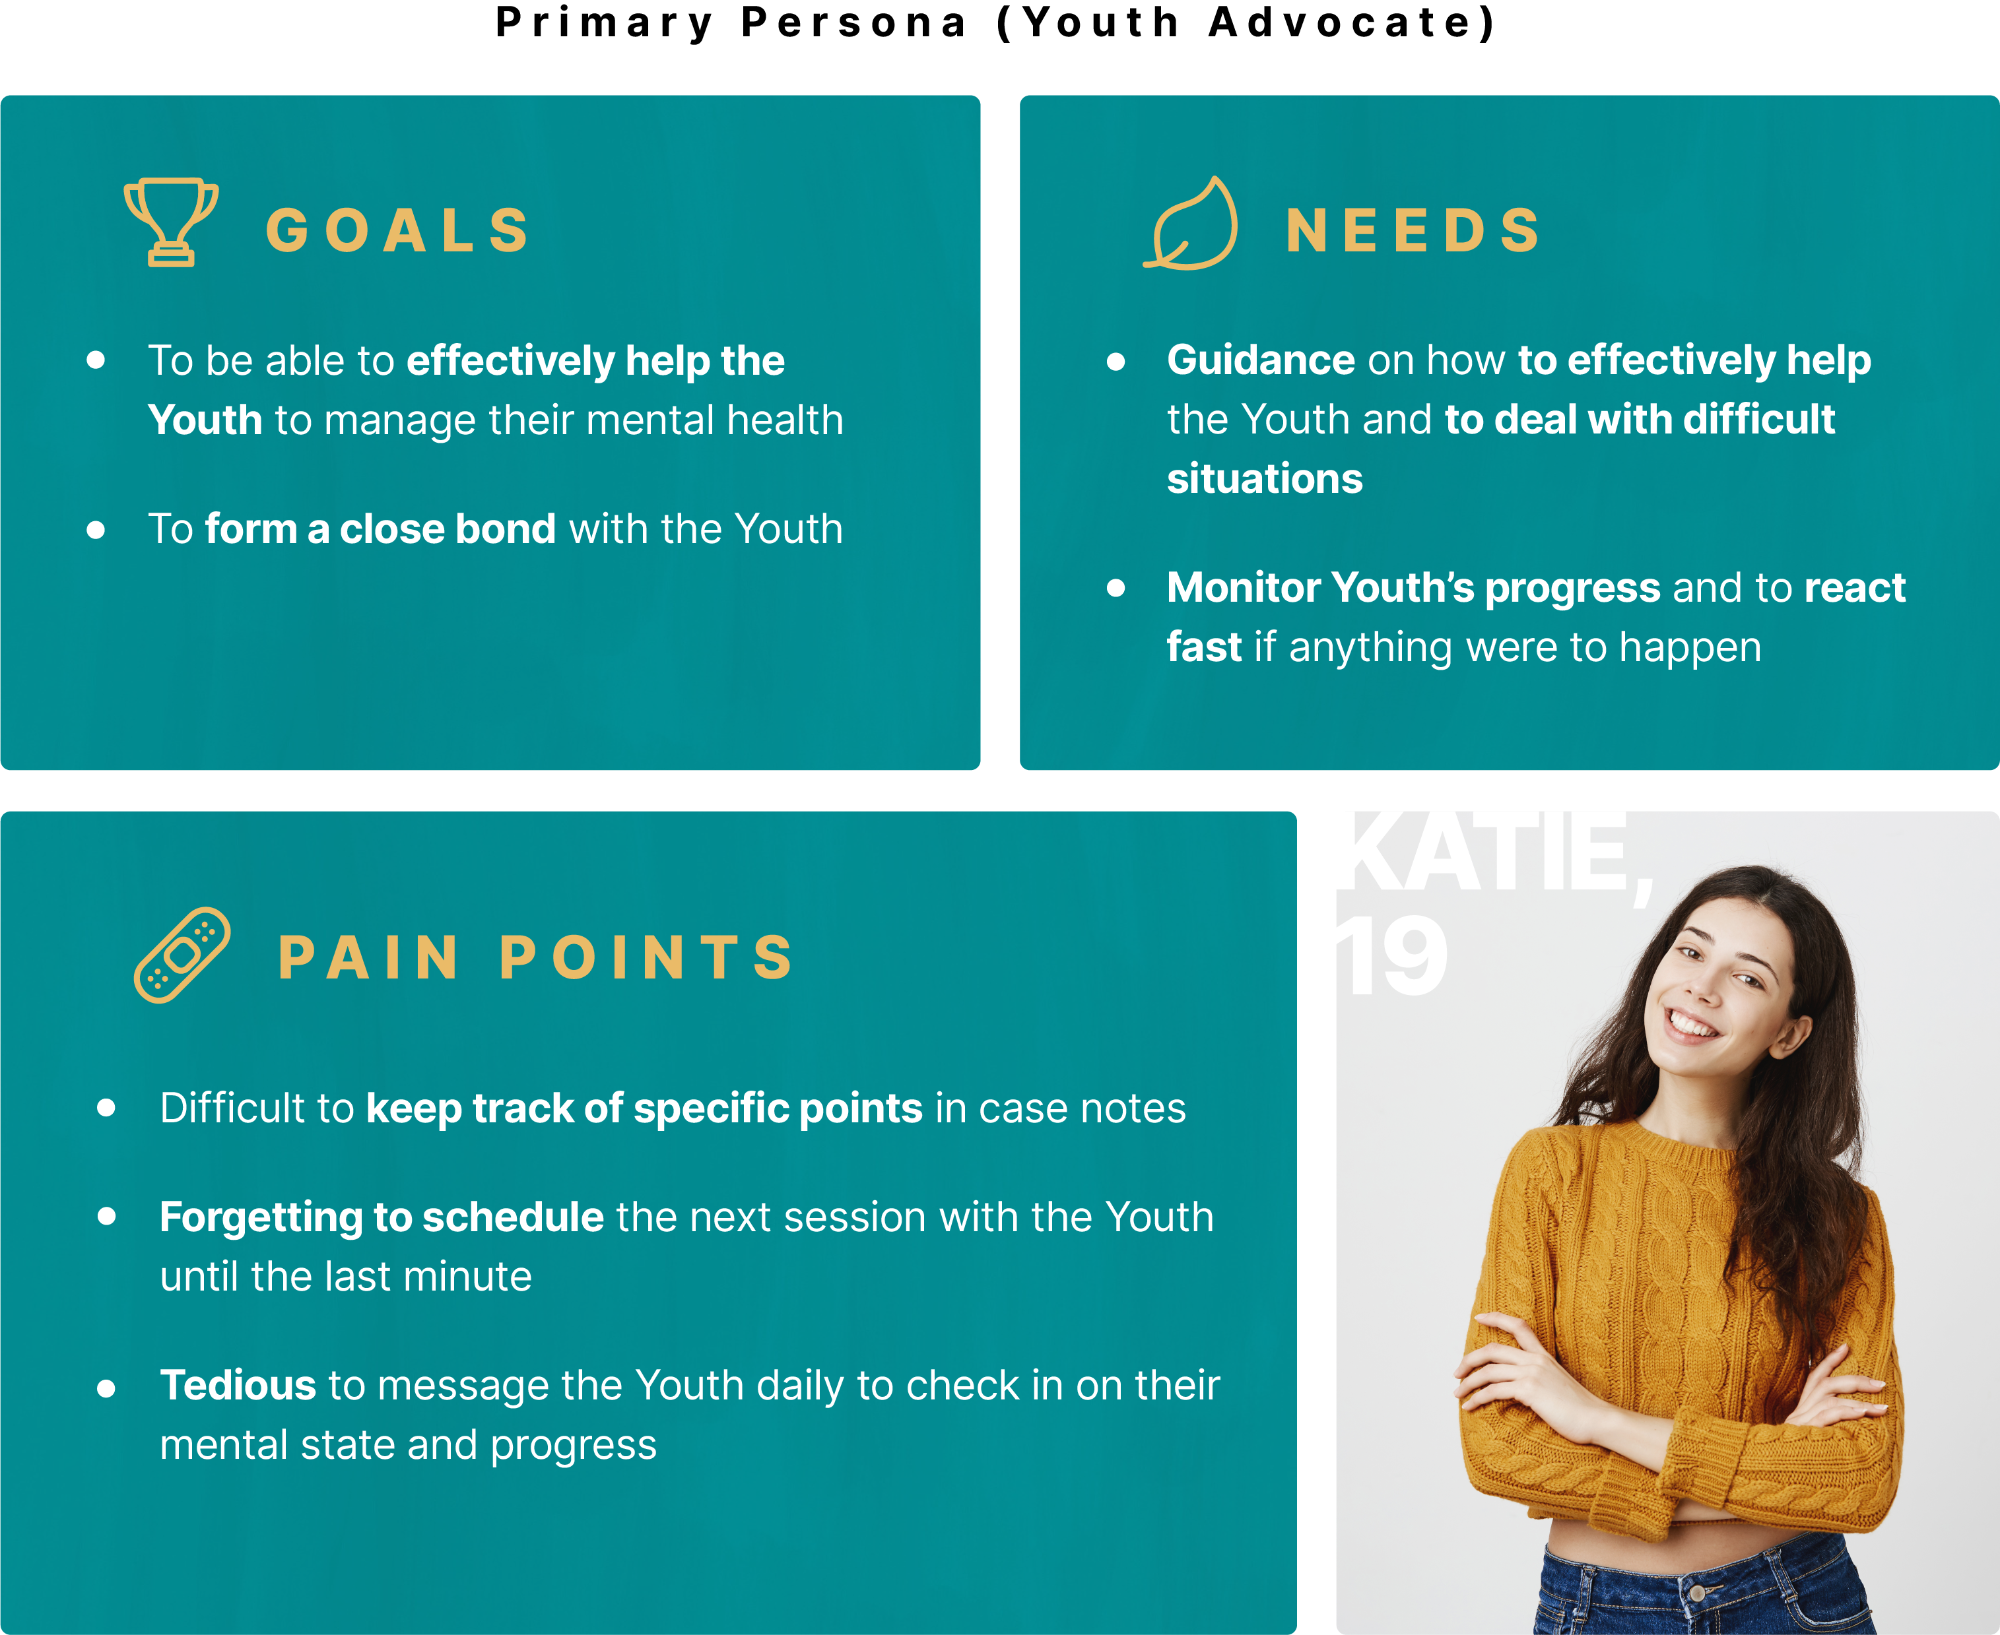 Primary Persona (Youth Advocate)
GOALS
• To be able to effectively help the
Youth to manage their mental health
• To form a close bond with the Youth
NEEDS
• Guidance on how to effectively help
the Youth and to deal with difficult
situations
• Monitor Youth’s progress and to react
fast if anything were to happen
PAIN POINTS
• Difficult to keep track of specific points in case notes
• Forgetting to schedule the next session with the Youth
until the last minute
• Tedious to message the Youth daily to check in on their
mental state and progress
KATIE,
19